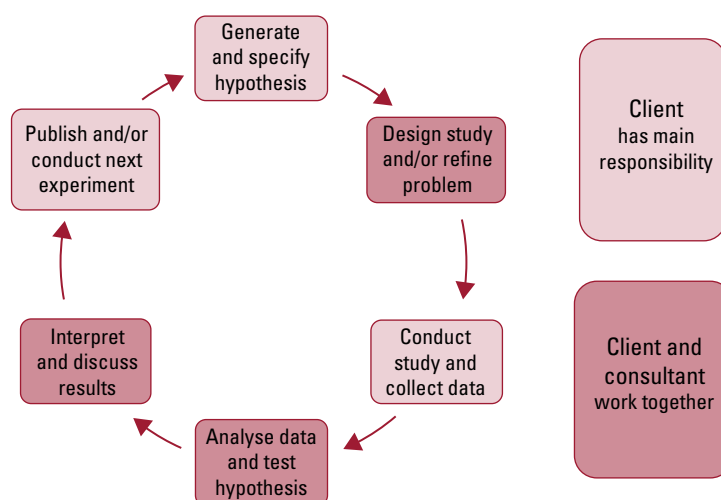 Generate
and specify
hypothesis
Design study
and/or refine
problem
Conduct
study and
collect data
Analyse data
and test
hypothesis
Interpret
and discuss
results
Publish and/or
conduct next
experiment
Client
has main
responsibility
Client and
consultant
work together